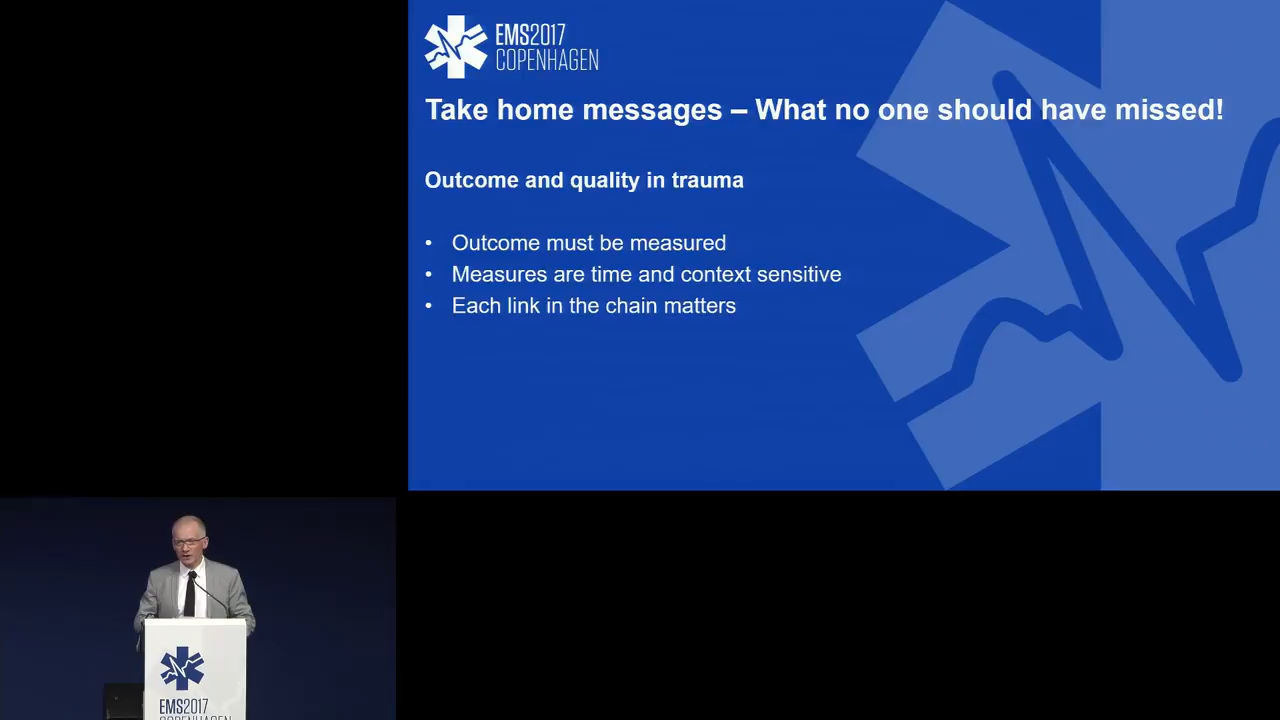 EMS2017
COPENHAGEN
Take home messages – What no one should have missed!
Outcome and quality in trauma
• Outcome must be measured
• Measures are time and context sensitive
• Each link in the chain matters
EMS2017
COPENHAGEN